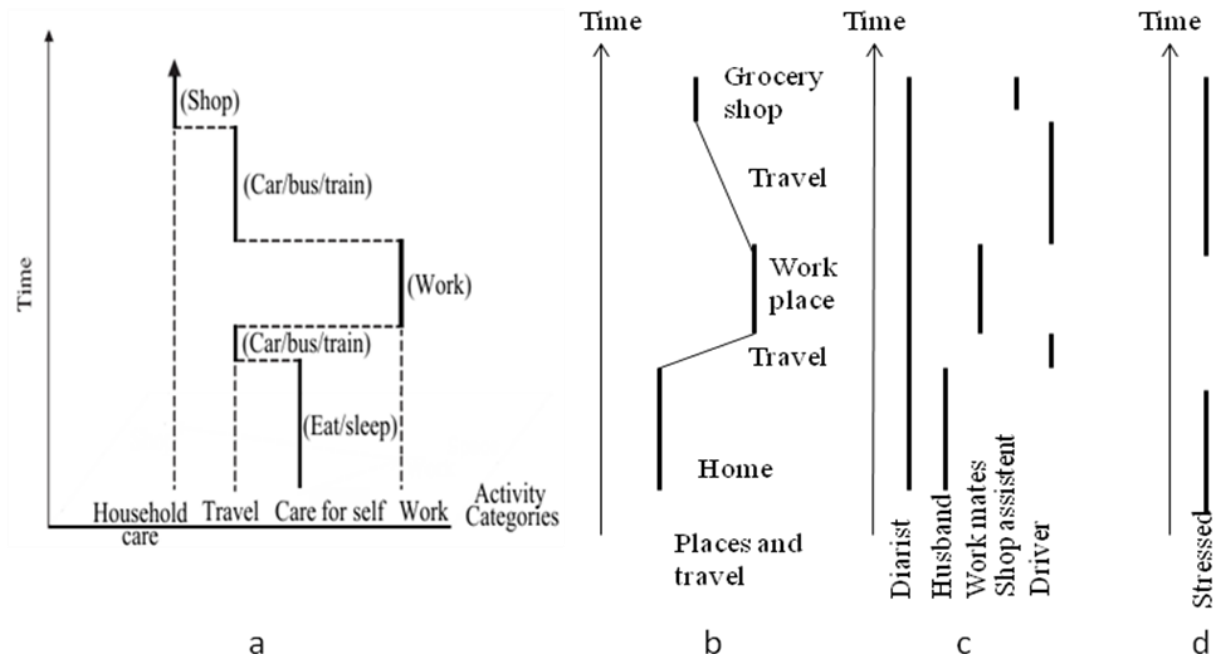 Time
(Shop)
(Car/bus/train)
(Work)
(Car/bus/train)
(Eat/sleep)
Household
care
Travel
Care for self
Work
Activity
Categories
a
Time
Grocery
shop
Travel
Work
place
Travel
Home
Places and
travel
b
Time
Diarist
Husband
Work mates
Shop assistent
Driver
c
Time
Stressed
d